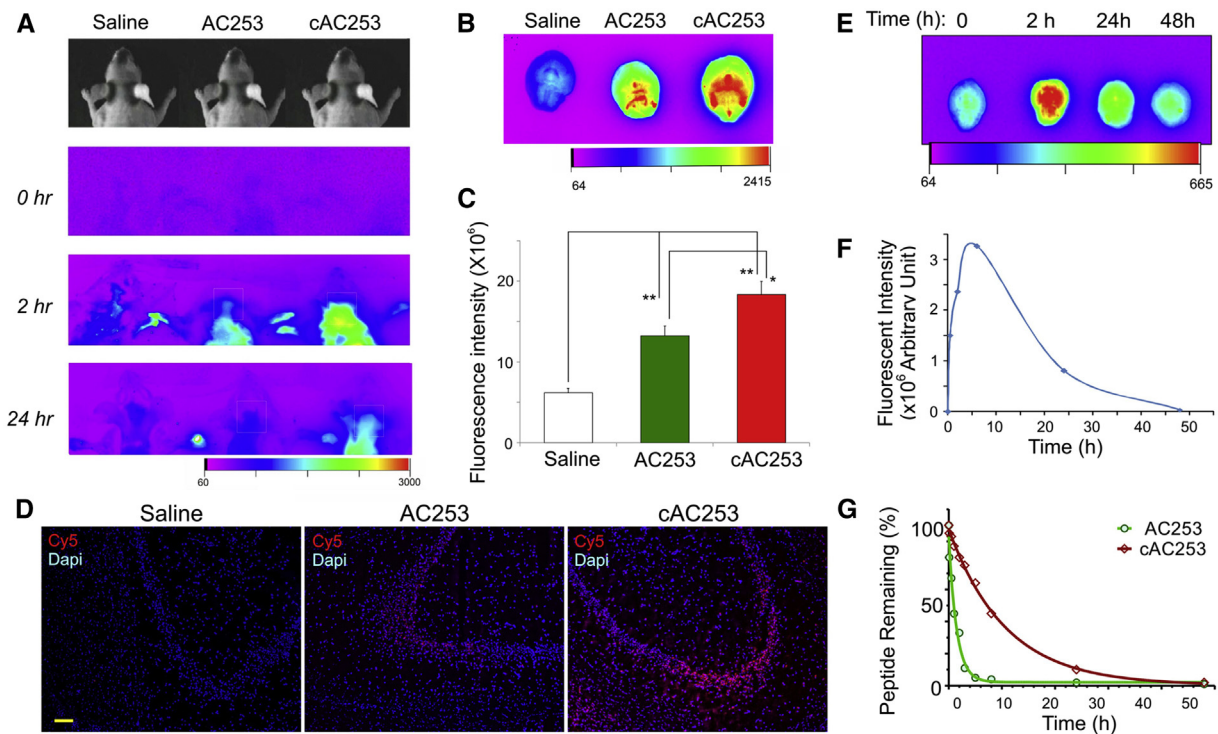 A
Saline AC253 cAC253
0 hr
2 hr
24 hr
60 3000
B
Saline AC253 cAC253
64 2415
C
Fluorescence intensity (X10⁶)
20
10
0
**
** *
Saline AC253 cAC253
D
Saline AC253 cAC253
Cy5
Dapi
Cy5
Dapi
Cy5
Dapi
E
Time (h): 0 2 h 24h 48h
64 665
F
Fluorescent Intensity
(x10⁶ Arbitrary Unit)
3
2
1
0
0 10 20 30 40 50
Time (h)
G
Peptide Remaining (%)
100
50
0
AC253
cAC253
0 10 20 30 40 50
Time (h)